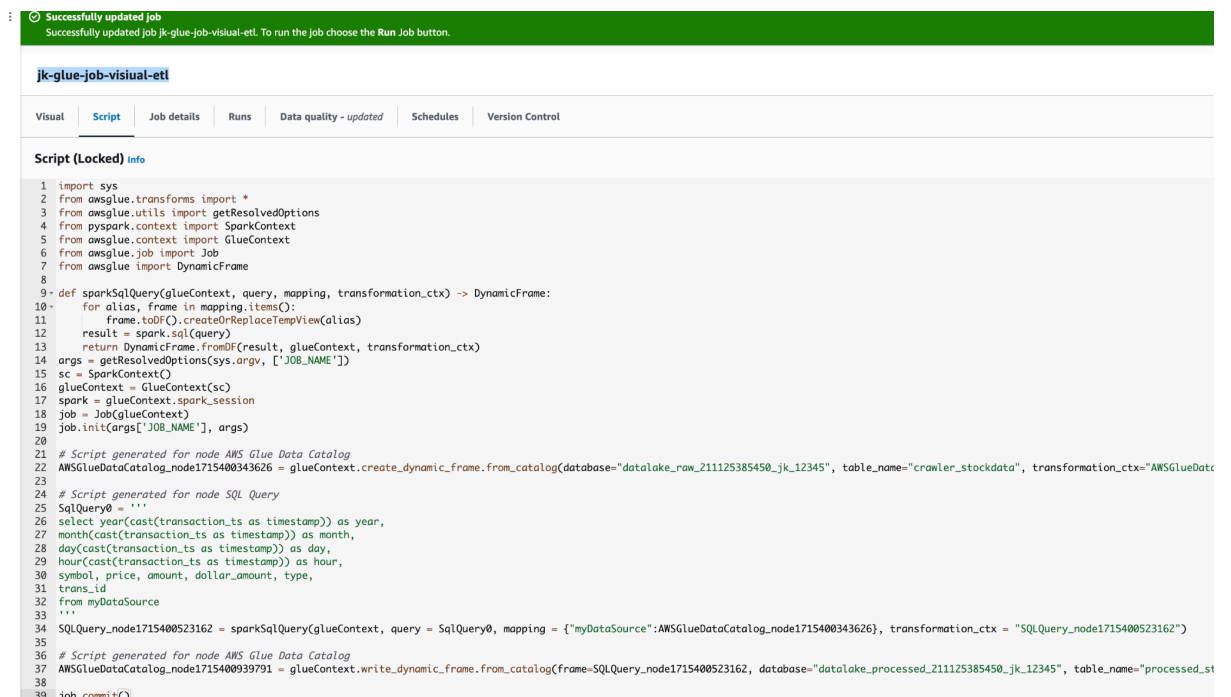 Successfully updated job
Successfully updated job jk-glue-job-visiual-etl. To run the job choose the Run Job button.
jk-glue-job-visiual-etl
Visual Script Job details Runs Data quality - updated Schedules Version Control
Script (Locked) Info
1 import sys
2 from awsglue.transforms import *
3 from awsglue.utils import getResolvedOptions
4 from pyspark.context import SparkContext
5 from awsglue.context import GlueContext
6 from awsglue.job import Job
7 from awsglue import DynamicFrame
8
9 def sparkSqlQuery(glueContext, query, mapping, transformation_ctx) -> DynamicFrame:
10     for alias, frame in mapping.items():
11         frame.toDF().createOrReplaceTempView(alias)
12     result = spark.sql(query)
13     return DynamicFrame.fromDF(result, glueContext, transformation_ctx)
14 args = getResolvedOptions(sys.argv, ['JOB_NAME'])
15 sc = SparkContext()
16 glueContext = GlueContext(sc)
17 spark = glueContext.spark_session
18 job = Job(glueContext)
19 job.init(args['JOB_NAME'], args)
20
21 # Script generated for node AWS Glue Data Catalog
22 AWSGlueDataCatalog_node1715400343626 = glueContext.create_dynamic_frame.from_catalog(database="datalake_raw_211125385450_jk_12345", table_name="crawler_stockdata", transformation_ctx="AWSGlueData
23
24 # Script generated for node SQL Query
25 SqlQuery0 = '''
26 select year(cast(transaction_ts as timestamp)) as year,
27 month(cast(transaction_ts as timestamp)) as month,
28 day(cast(transaction_ts as timestamp)) as day,
29 hour(cast(transaction_ts as timestamp)) as hour,
30 symbol, price, amount, dollar_amount, type,
31 trans_id
32 from myDataSource
33 '''
34 SQLQuery_node1715400523162 = sparkSqlQuery(glueContext, query = SqlQuery0, mapping = {"myDataSource":AWSGlueDataCatalog_node1715400343626}, transformation_ctx = "SQLQuery_node1715400523162")
35
36 # Script generated for node AWS Glue Data Catalog
37 AWSGlueDataCatalog_node1715400939791 = glueContext.write_dynamic_frame.from_catalog(frame=SQLQuery_node1715400523162, database="datalake_processed_211125385450_jk_12345", table_name="processed_st
38
39 job.commit()